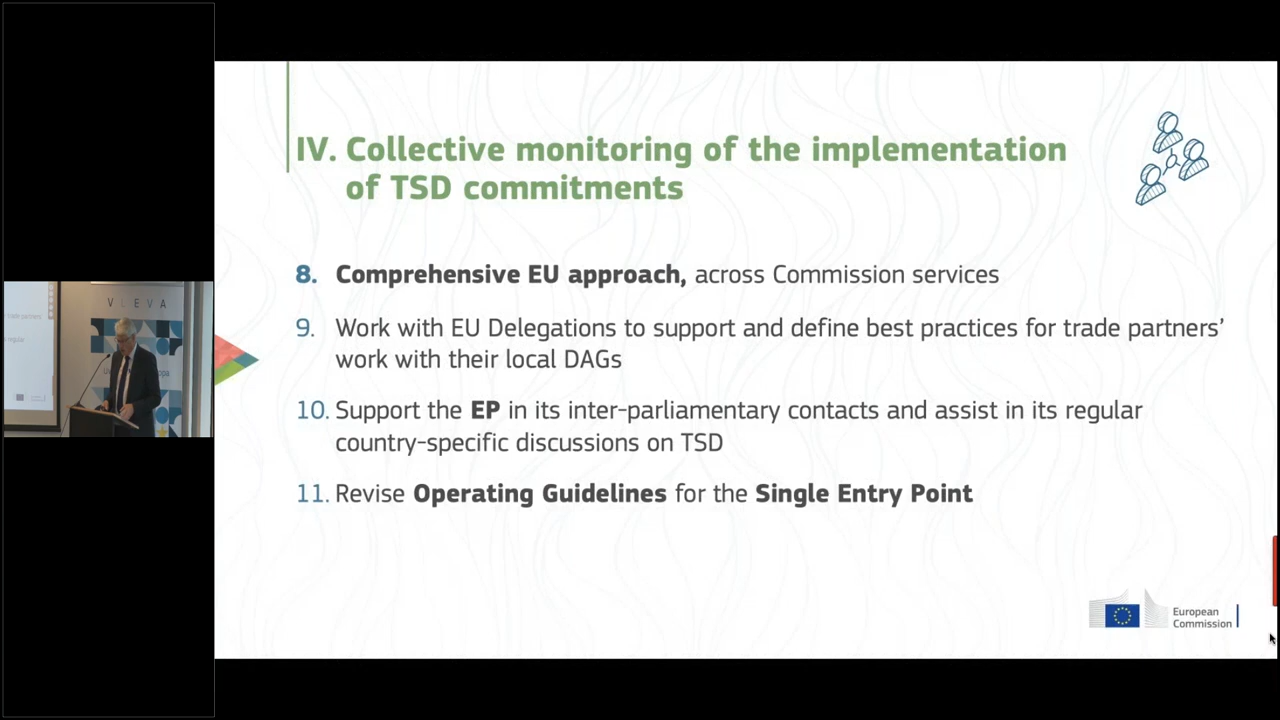 IV. Collective monitoring of the implementation
of TSD commitments
8. Comprehensive EU approach, across Commission services
9. Work with EU Delegations to support and define best practices for trade partners’
work with their local DAGs
10. Support the EP in its inter-parliamentary contacts and assist in its regular
country-specific discussions on TSD
11. Revise Operating Guidelines for the Single Entry Point
European
Commission
VLEVA